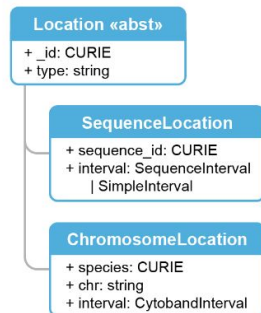 Location «abst»
+ _id: CURIE
+ type: string
SequenceLocation
+ sequence_id: CURIE
+ interval: SequenceInterval
| SimpleInterval
ChromosomeLocation
+ species: CURIE
+ chr: string
+ interval: CytobandInterval